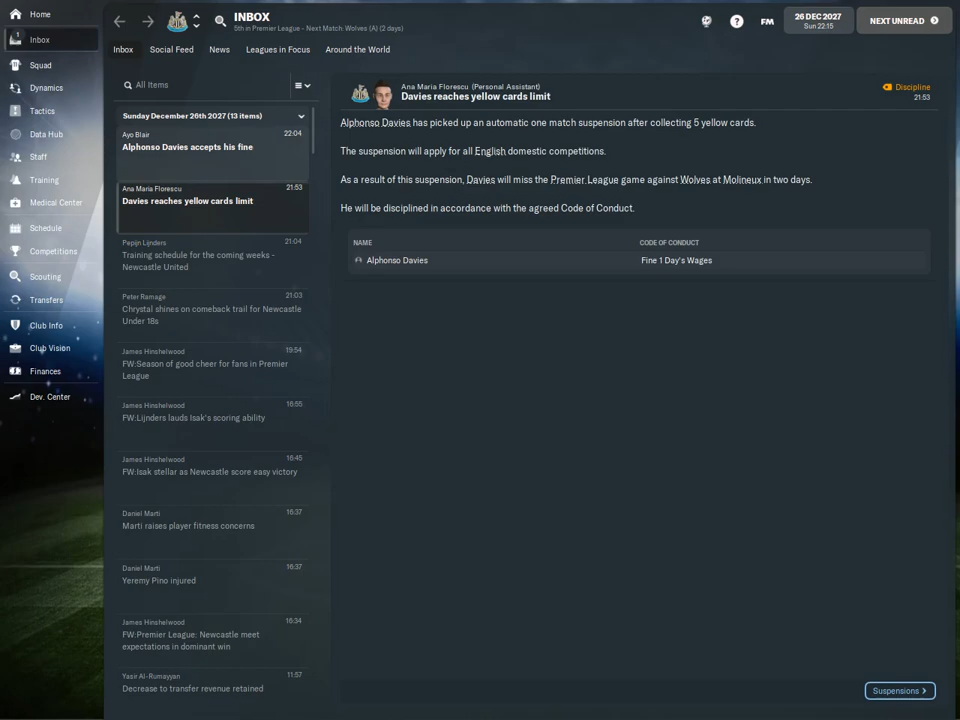 Home
1
Inbox
Squad
Dynamics
Tactics
Data Hub
Staff
Training
Medical Center
Schedule
Competitions
Scouting
Transfers
Club Info
Club Vision
Finances
Dev. Center
INBOX
5th in Premier League - Next Match: Wolves (A) (2 days)
?
FM
26 DEC 2027
Sun 22:15
NEXT UNREAD
Inbox
Social Feed
News
Leagues in Focus
Around the World
All Items
Sunday December 26th 2027 (13 items)
Ayo Blair
22:04
Alphonso Davies accepts his fine
Ana Maria Florescu
21:53
Davies reaches yellow cards limit
Pepijn Lijnders
21:04
Training schedule for the coming weeks -
Newcastle United
Peter Ramage
21:03
Chrystal shines on comeback trail for Newcastle
Under 18s
James Hinshelwood
19:54
FW:Season of good cheer for fans in Premier
League
James Hinshelwood
16:55
FW:Lijnders lauds Isak's scoring ability
James Hinshelwood
16:45
FW:Isak stellar as Newcastle score easy victory
Daniel Marti
16:37
Marti raises player fitness concerns
Daniel Marti
16:37
Yeremy Pino injured
James Hinshelwood
16:34
FW:Premier League: Newcastle meet
expectations in dominant win
Yasir Al-Rumayyan
11:57
Decrease to transfer revenue retained
Ana Maria Florescu (Personal Assistant)
Davies reaches yellow cards limit
Discipline
21:53
Alphonso Davies has picked up an automatic one match suspension after collecting 5 yellow cards.
The suspension will apply for all English domestic competitions.
As a result of this suspension, Davies will miss the Premier League game against Wolves at Molineux in two days.
He will be disciplined in accordance with the agreed Code of Conduct.
NAME
CODE OF CONDUCT
Alphonso Davies
Fine 1 Day's Wages
Suspensions